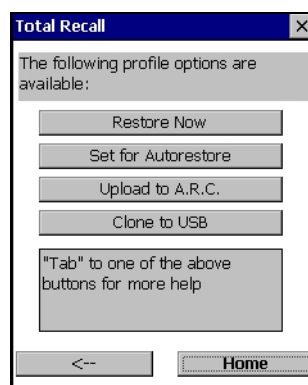 Total Recall
The following profile options are
available:
Restore Now
Set for Autorestore
Upload to A.R.C.
Clone to USB
"Tab" to one of the above
buttons for more help
<--
Home